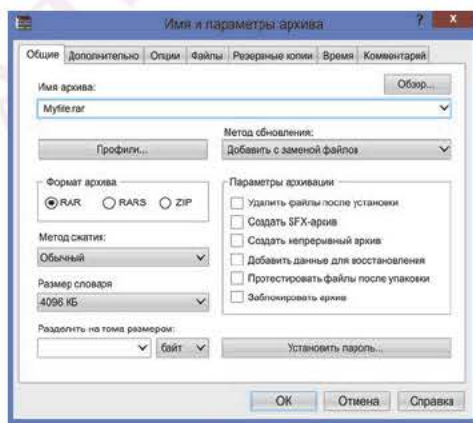 Имя и параметры архива
? x
Общие Дополнительно Опции Файлы Резервные копии Время Комментарий
Имя архива:
Обзор...
Myfile.rar
Профили...
Метод обновления:
Добавить с заменой файлов
Формат архива
RAR RAR5 ZIP
Метод сжатия:
Обычный
Размер словаря
4096 КБ
Разделить на тома размером:
байт
Параметры архивации
Удалить файлы после установки
Создать SFX-архив
Создать непрерывный архив
Добавить данные для восстановления
Протестировать файлы после упаковки
Заблокировать архив
Установить пароль...
ОК Отмена Справка